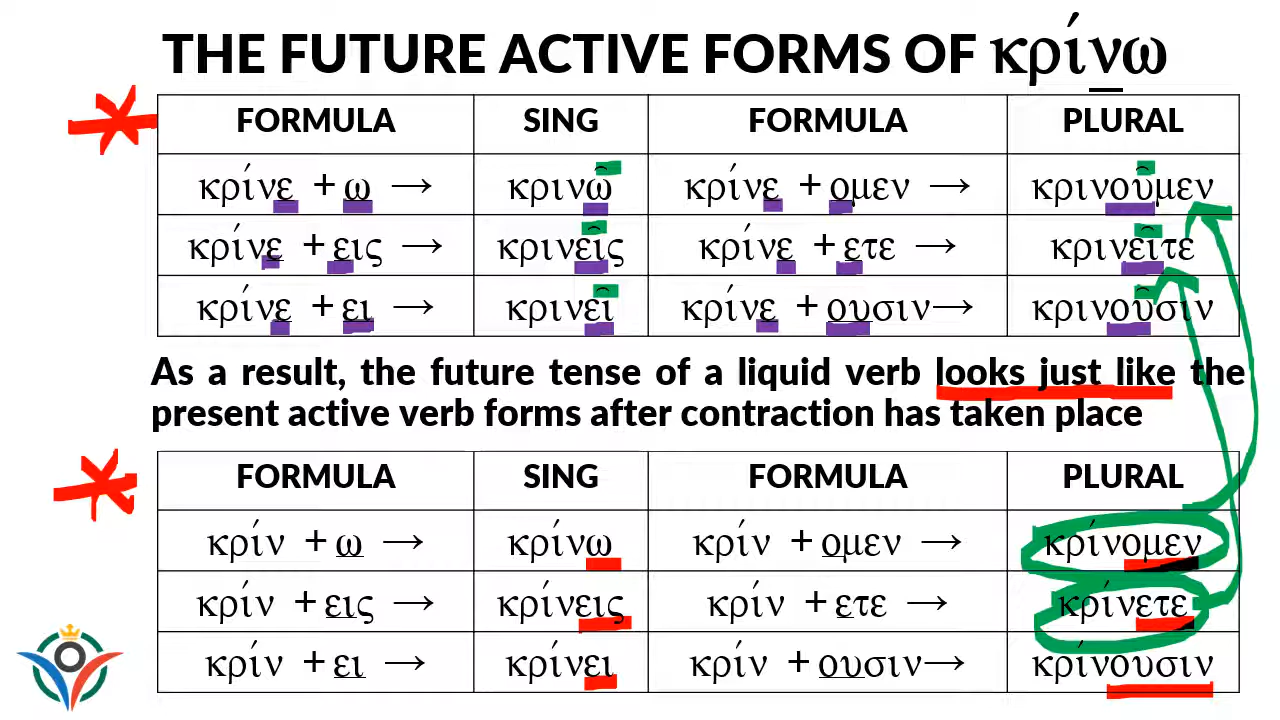 THE FUTURE ACTIVE FORMS OF κρίνω
FORMULA SING FORMULA PLURAL
κρίνε + ω → κρινῶ κρίνε + ομεν → κρινοῦμεν
κρίνε + εις → κρινεῖς κρίνε + ετε → κρινεῖτε
κρίνε + ει → κρινεῖ κρίνε + ουσιν→ κρινοῦσιν
As a result, the future tense of a liquid verb looks just like the
present active verb forms after contraction has taken place
FORMULA SING FORMULA PLURAL
κρίν + ω → κρίνω κρίν + ομεν → κρίνομεν
κρίν + εις → κρίνεις κρίν + ετε → κρίνετε
κρίν + ει → κρίνει κρίν + ουσιν→ κρίνουσιν